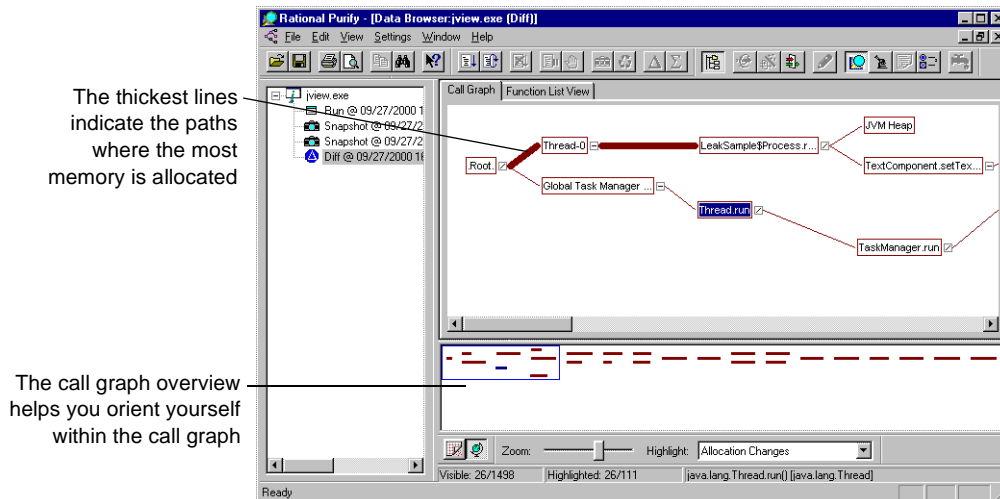 Rational Purify - [Data Browser:jview.exe (Diff)]
File Edit View Settings Window Help
The thickest lines
indicate the paths
where the most
memory is allocated
jview.exe
Run @ 09/27/2000 1
Snapshot @ 09/27/2
Snapshot @ 09/27/2
Diff @ 09/27/2000 16
Call Graph
Function List View
.Root.
Thread-0
Global Task Manager ...
LeakSample$Process.r...
Thread.run
JVM Heap
TextComponent.setTex...
TaskManager.run
The call graph overview
helps you orient yourself
within the call graph
Zoom:
Highlight:
Allocation Changes
Visible: 26/1498
Highlighted: 26/111
java.lang.Thread.run() [java.lang.Thread]
Ready